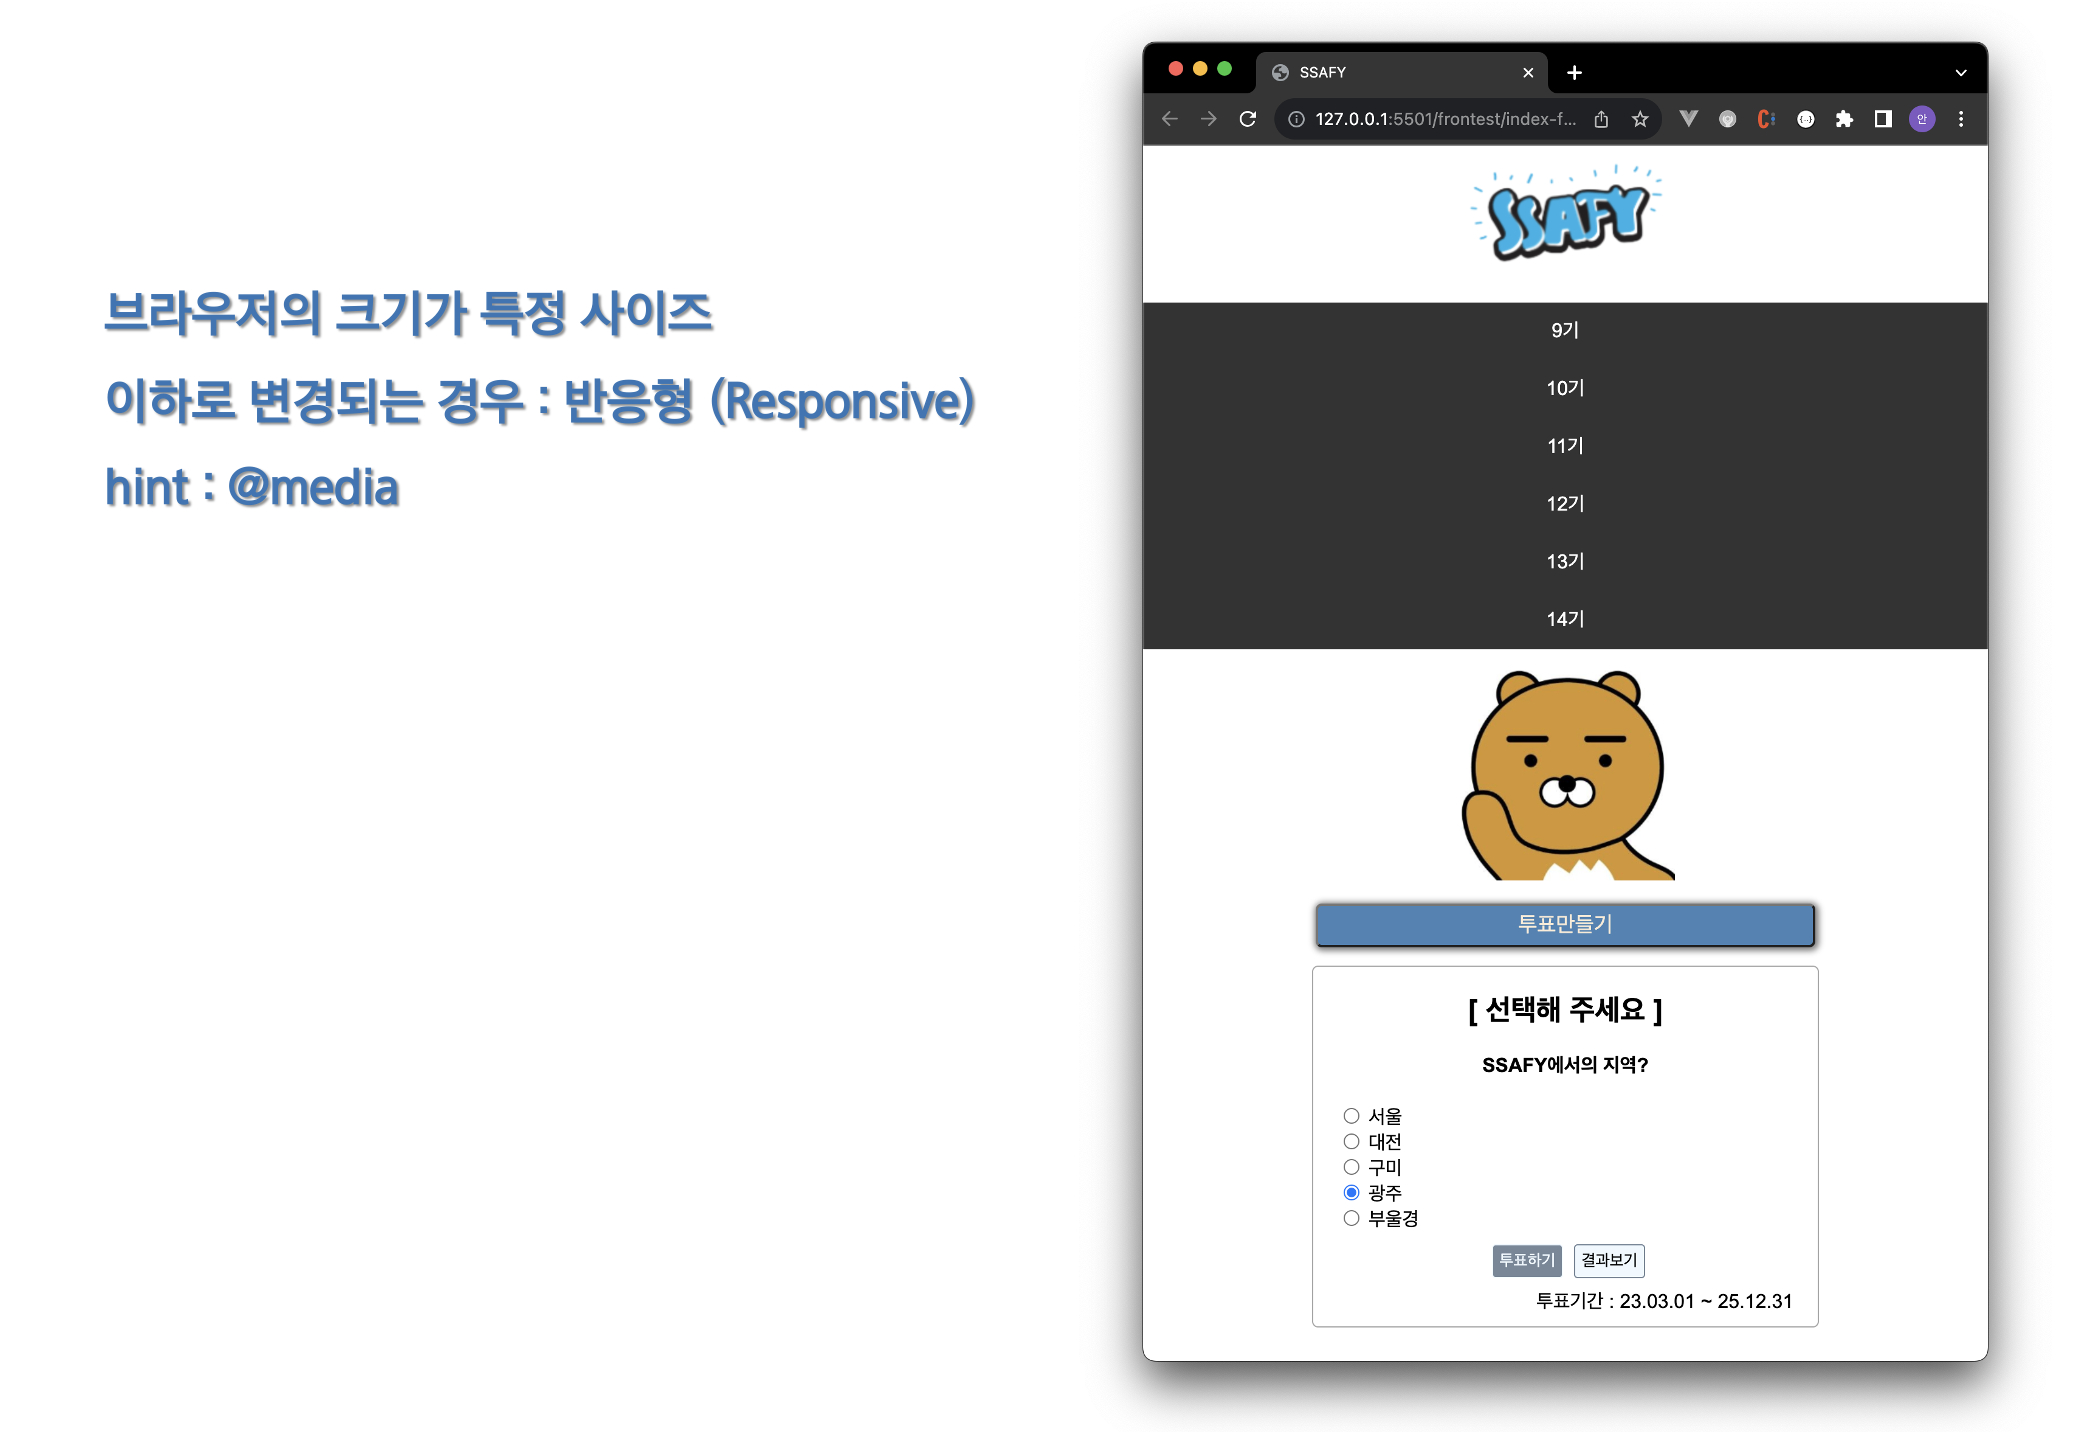 브라우저의 크기가 특정 사이즈
이하로 변경되는 경우 : 반응형 (Responsive)
hint : @media
SSAFY
127.0.0.1:5501/frontest/index-f...
안
SSAFY
9기
10기
11기
12기
13기
14기
투표만들기
[ 선택해 주세요 ]
SSAFY에서의 지역?
서울
대전
구미
광주
부울경
투표하기 결과보기
투표기간 : 23.03.01 ~ 25.12.31